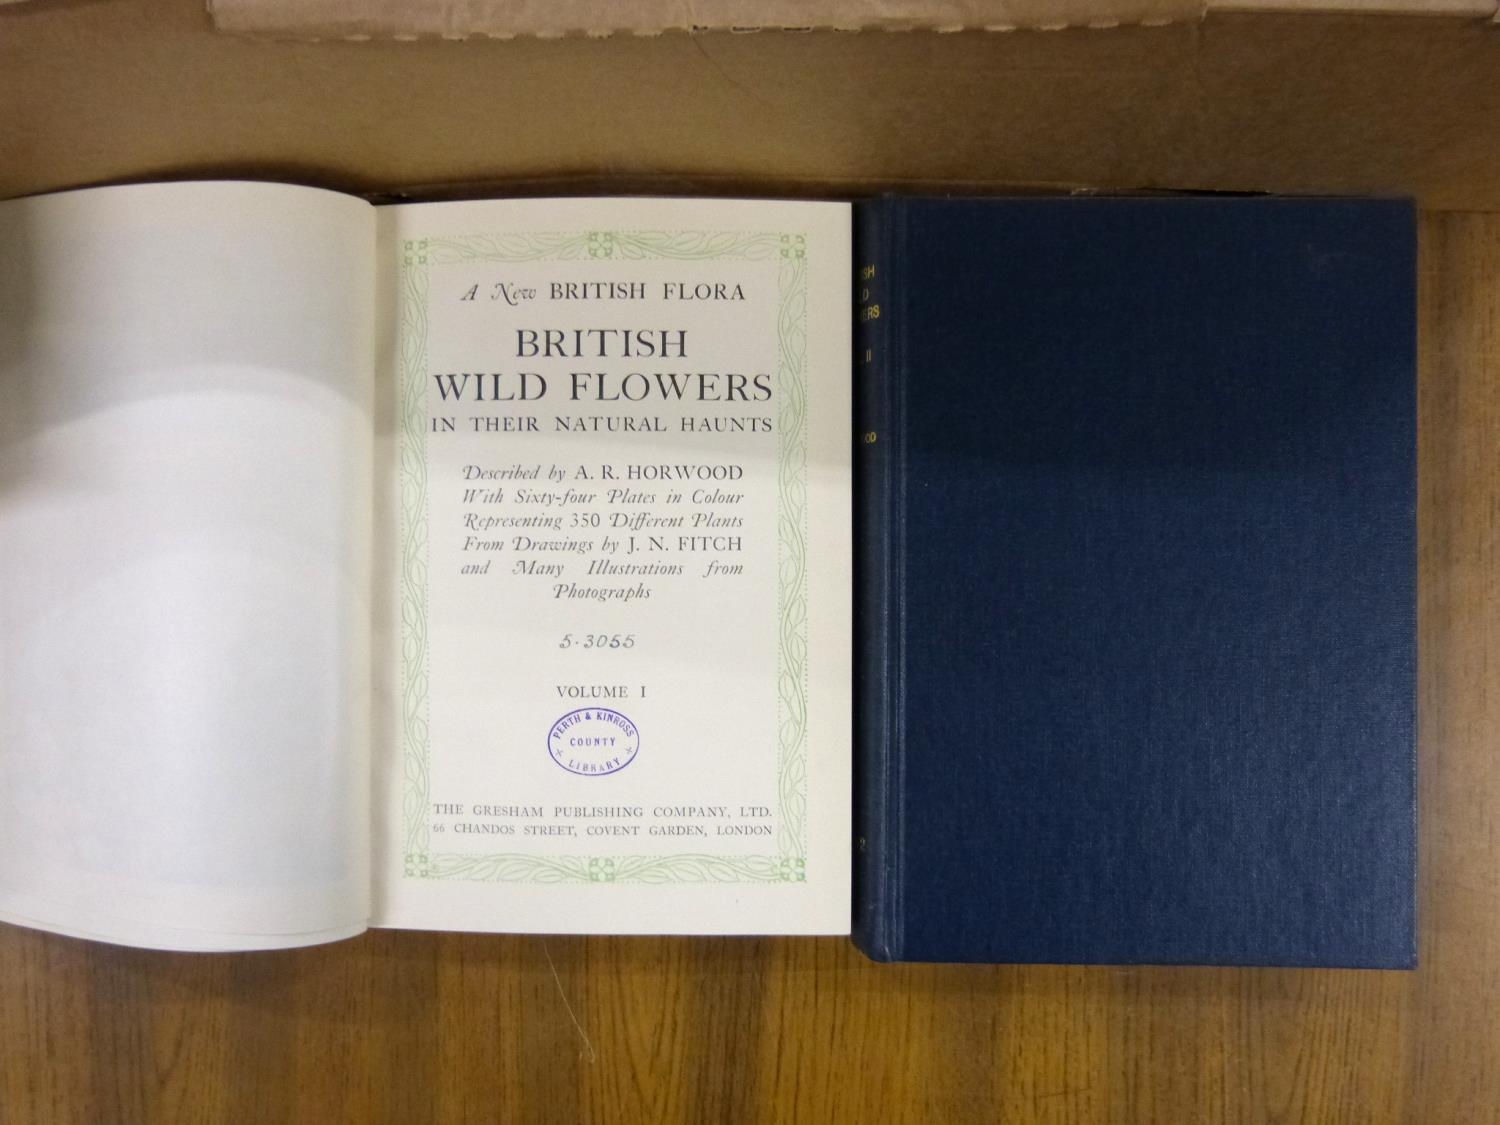 A New BRITISH FLORA
BRITISH
WILD FLOWERS
IN THEIR NATURAL HAUNTS
Described by A. R. HORWOOD
With Sixty-four Plates in Colour
Representing 350 Different Plants
From Drawings by J. N. FITCH
and Many Illustrations from
Photographs
5·3055
VOLUME I
PERTH & KINROSS
COUNTY
LIBRARY
THE GRESHAM PUBLISHING COMPANY, LTD.
66 CHANDOS STREET, COVENT GARDEN, LONDON
II
2